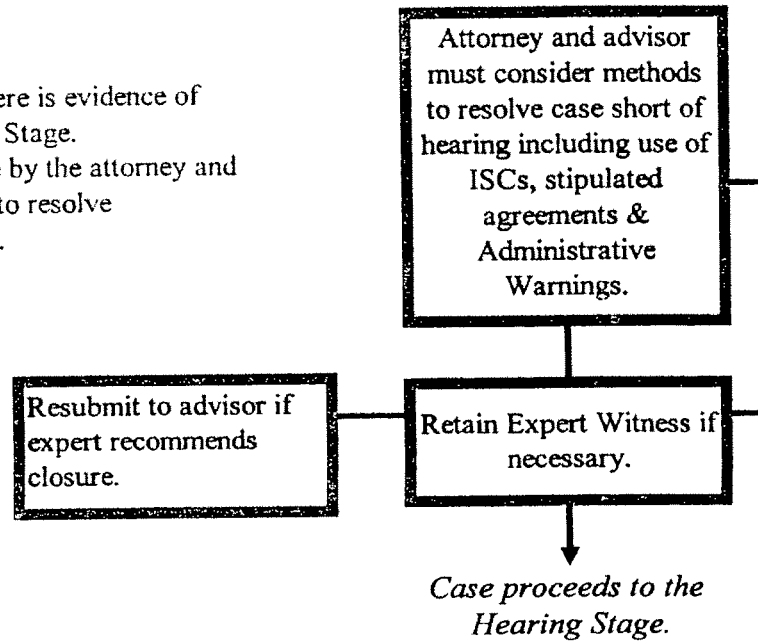 ere is evidence of
Stage.
by the attorney and
to resolve
.
Attorney and advisor
must consider methods
to resolve case short of
hearing including use of
ISCs, stipulated
agreements &
Administrative
Warnings.
Resubmit to advisor if
expert recommends
closure.
Retain Expert Witness if
necessary.
Case proceeds to the
Hearing Stage.